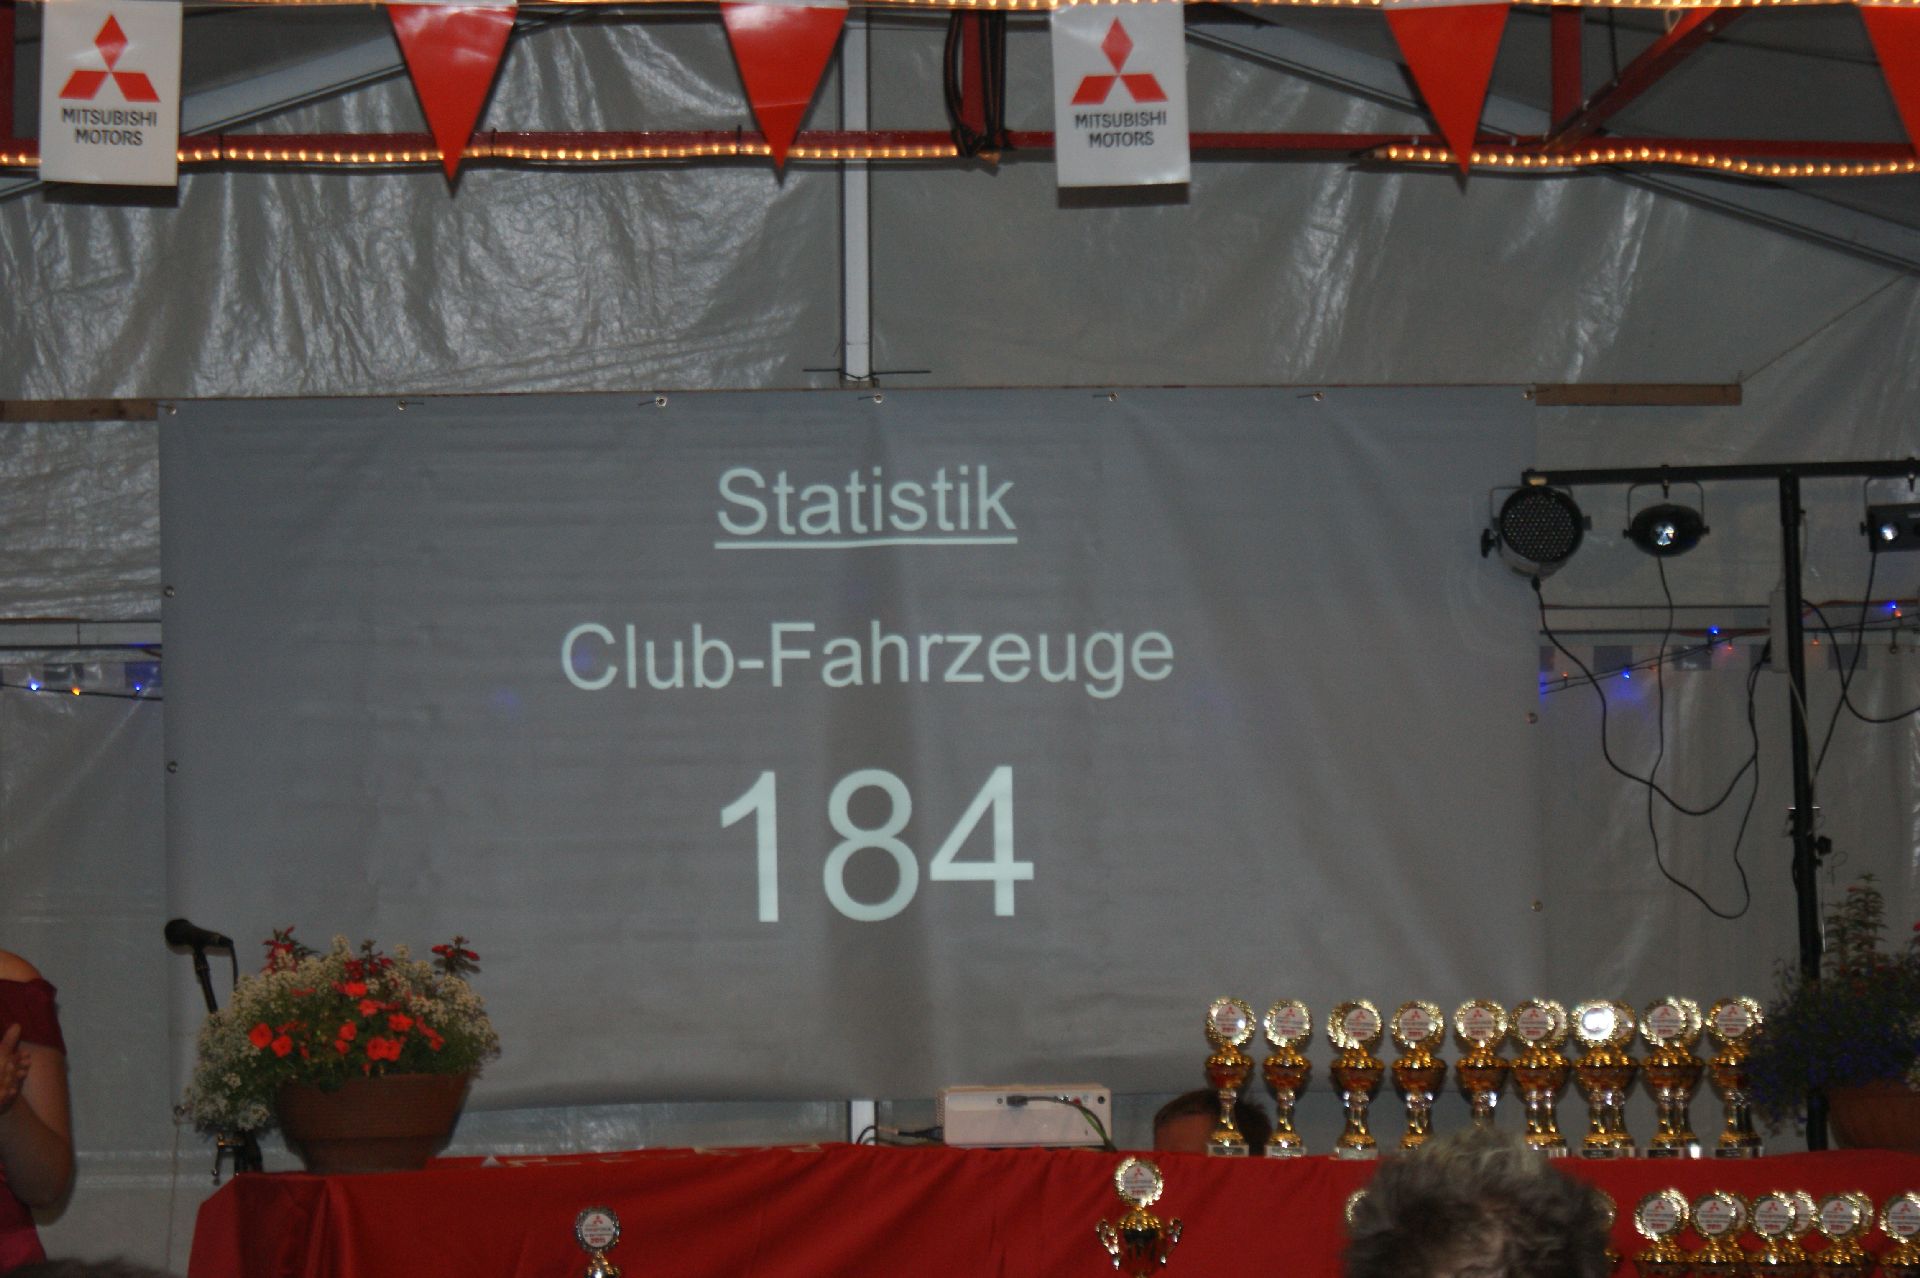 MITSUBISHI
MOTORS
MITSUBISHI
MOTORS
Statistik
Club-Fahrzeuge
184